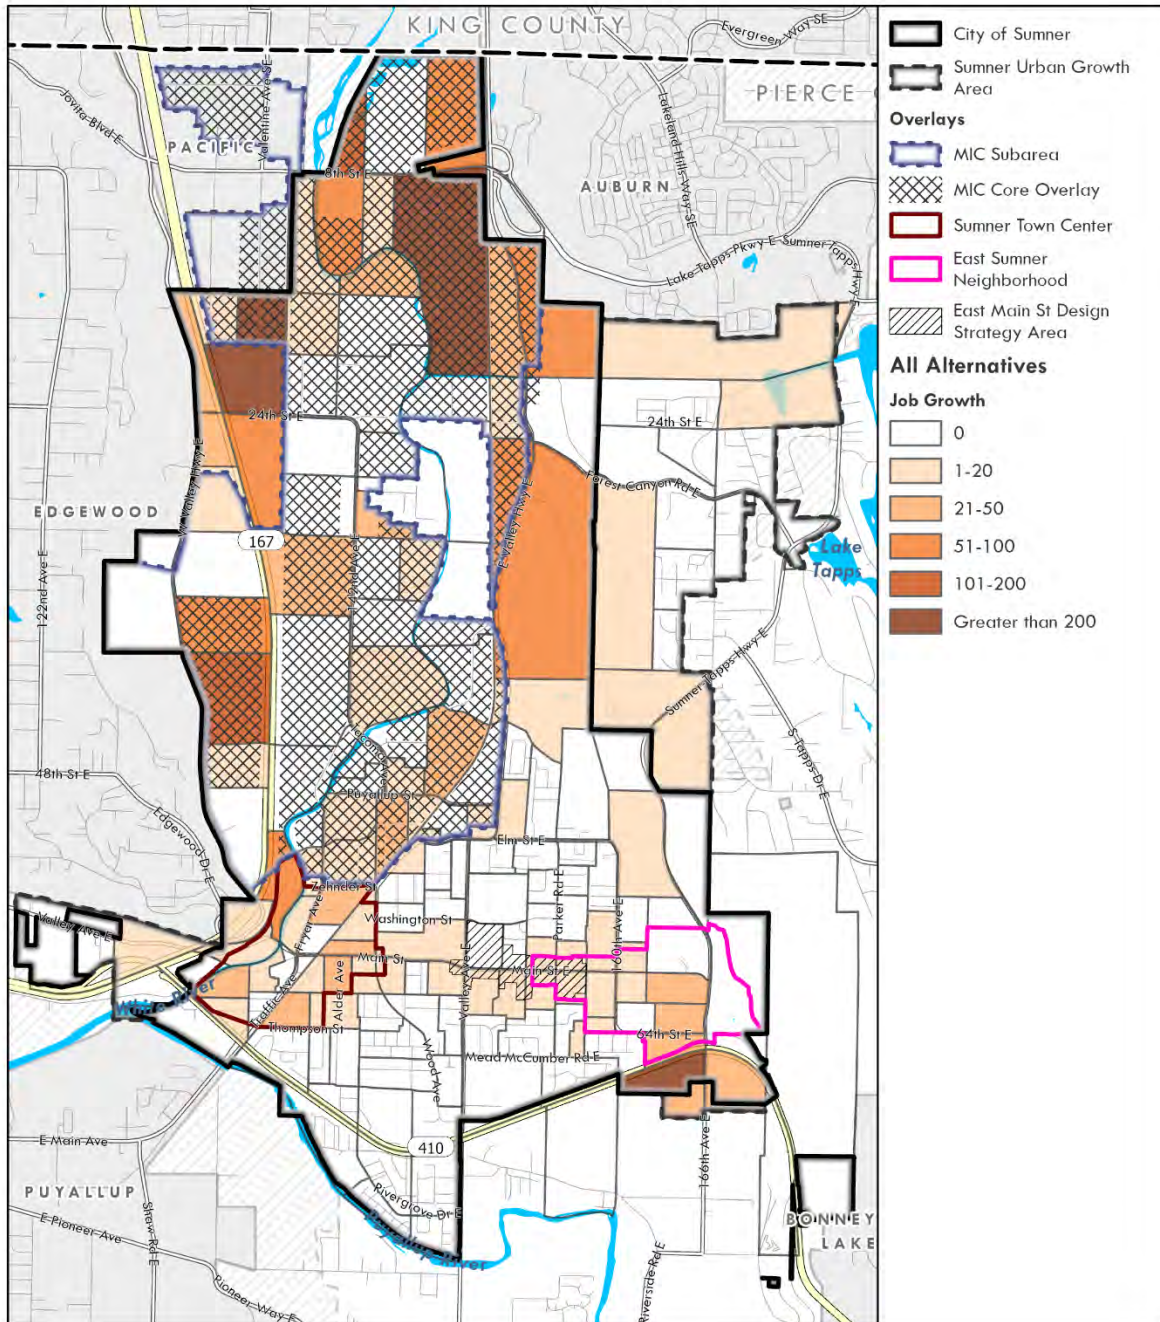 KING COUNTY
Evergreen Way SE
PIERCE C
Jovita Blvd E
Valentine Ave SE
PACIFIC
8th St E
AUBURN
Lakeland Hills Way SE
Lake Tapps Pkwy E
Sumner Tapps Hwy E
24th St E
24th St E
W Valley Hwy E
Forest Canyon Rd E
EDGEWOOD
167
E Valley Hwy E
142nd Ave E
Lake
Tapps
122nd Ave E
Sumner Tapps Hwy E
S Tapps Dr E
48th St E
Puyallup St
Edgewood Dr E
Elm St E
Zehnder St
Valley Ave E
Fryar Ave
Washington St
Parker Rd E
160th Ave E
Main St
Main St E
Valley Ave E
White River
Traffic Ave
Alder Ave
Thompson St
64th St E
Mead McCumber Rd E
Wood Ave
E Main Ave
410
166th Ave E
PUYALLUP
Shaw Rd E
Rivergrove Dr E
E Pioneer Ave
Puyallup River
BONNEY
LAKE
Pioneer Way E
Riverside Rd E
City of Sumner
Sumner Urban Growth
Area
Overlays
MIC Subarea
MIC Core Overlay
Sumner Town Center
East Sumner
Neighborhood
East Main St Design
Strategy Area
All Alternatives
Job Growth
0
1-20
21-50
51-100
101-200
Greater than 200